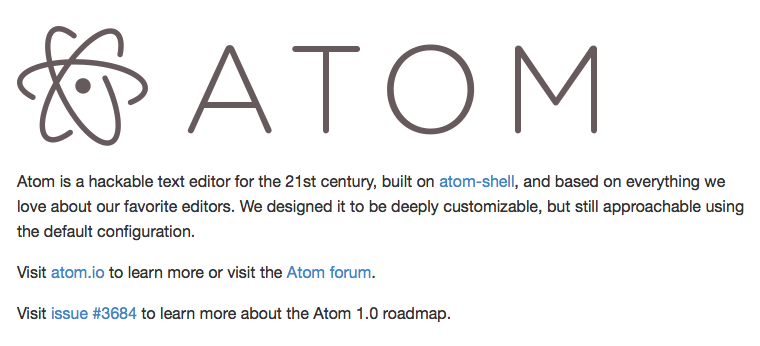 ATOM
Atom is a hackable text editor for the 21st century, built on atom-shell, and based on everything we
love about our favorite editors. We designed it to be deeply customizable, but still approachable using
the default configuration.
Visit atom.io to learn more or visit the Atom forum.
Visit issue #3684 to learn more about the Atom 1.0 roadmap.